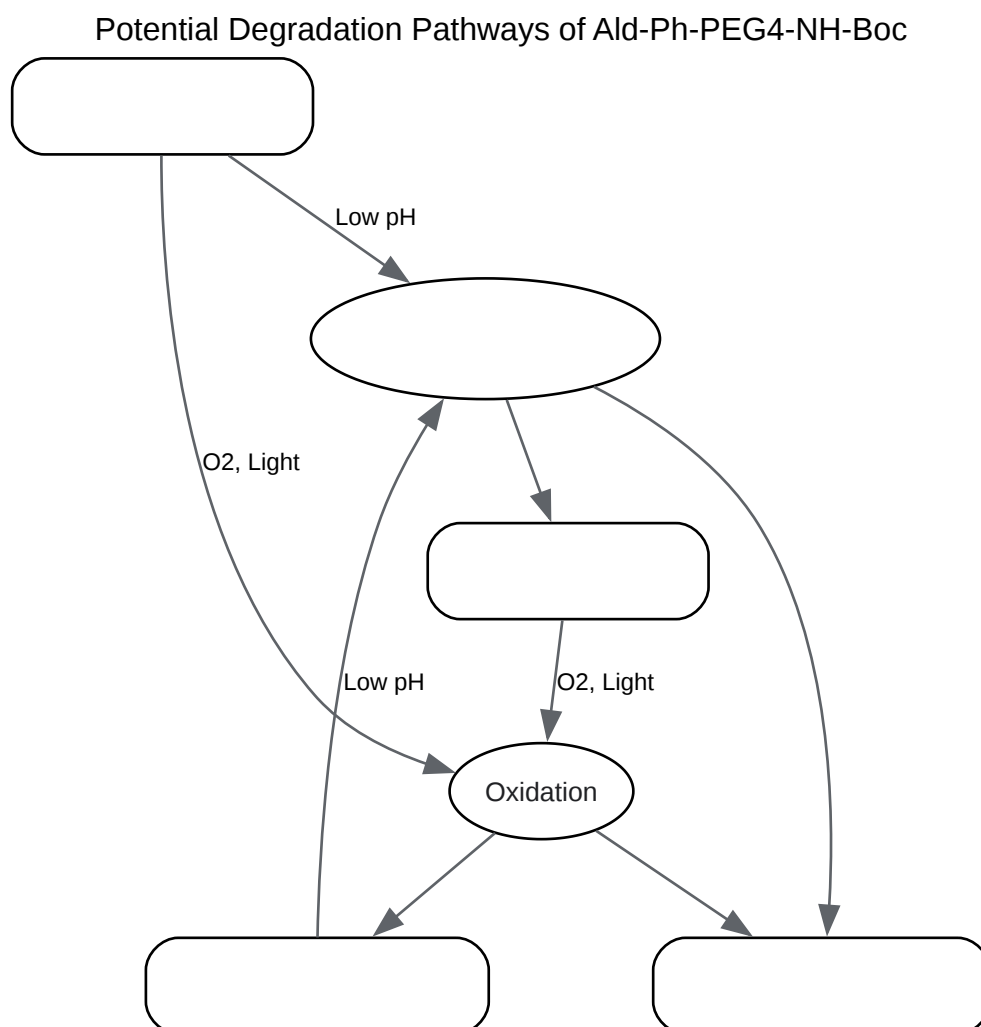 Potential Degradation Pathways of Ald-Ph-PEG4-NH-Boc
Low pH
O2, Light
Low pH
O2, Light
Oxidation